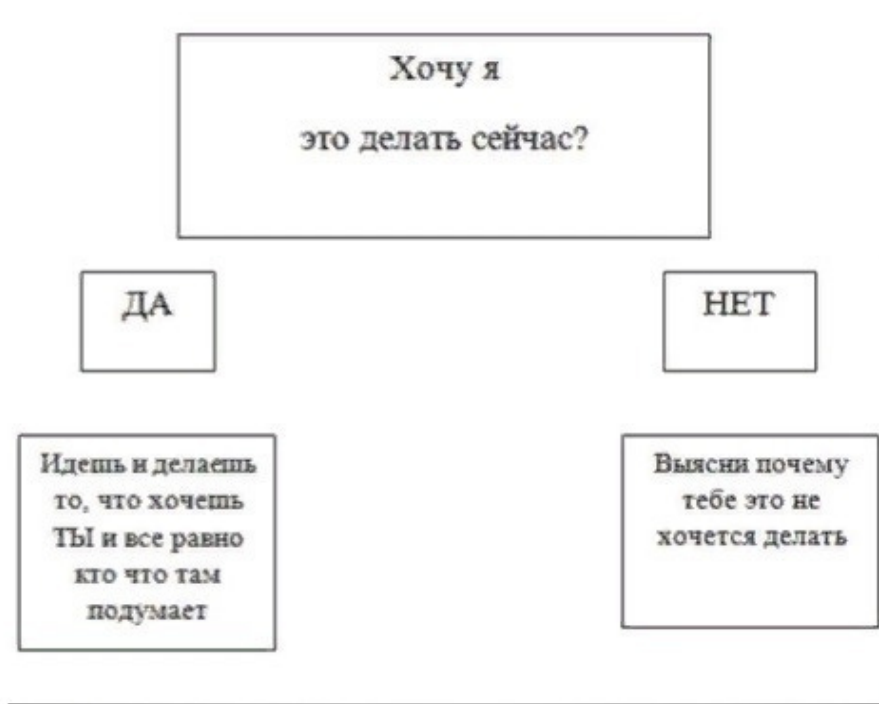 Хочу я
это делать сейчас?
ДА
НЕТ
Идешь и делаешь
то, что хочешь
ТЫ и все равно
кто что там
подумает
Выясни почему
тебе это не
хочется делать